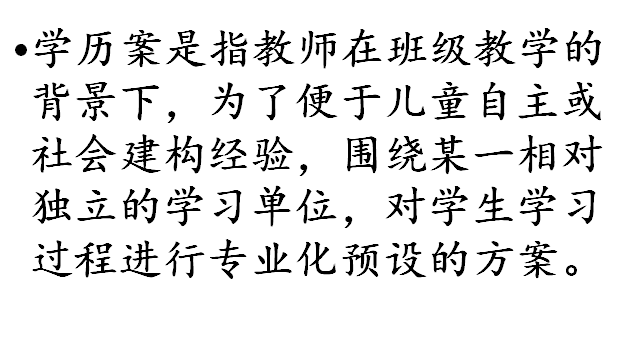 •学历案是指教师在班级教学的
背景下，为了便于儿童自主或
社会建构经验，围绕某一相对
独立的学习单位，对学生学习
过程进行专业化预设的方案。